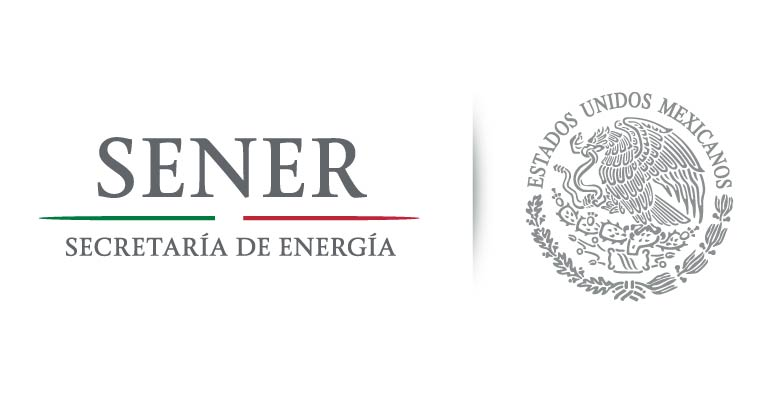 SENER
SECRETARÍA DE ENERGÍA
ESTADOS UNIDOS MEXICANOS